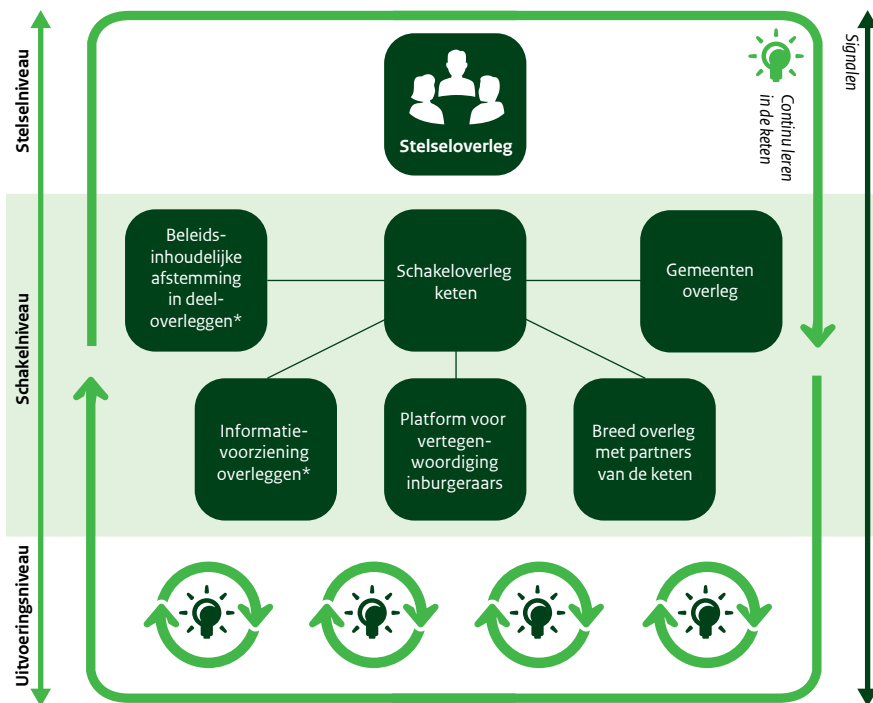 Stelselniveau
Stelseloverleg
Continu leren
in de keten
Signalen
Schakelniveau
Beleids-
inhoudelijke
afstemming
in deel-
overleggen*
Schakeloverleg
keten
Gemeenten
overleg
Informatie-
voorziening
overleggen*
Platform voor
vertegen-
woordiging
inburgeraars
Breed overleg
met partners
van de keten
Uitvoeringsniveau